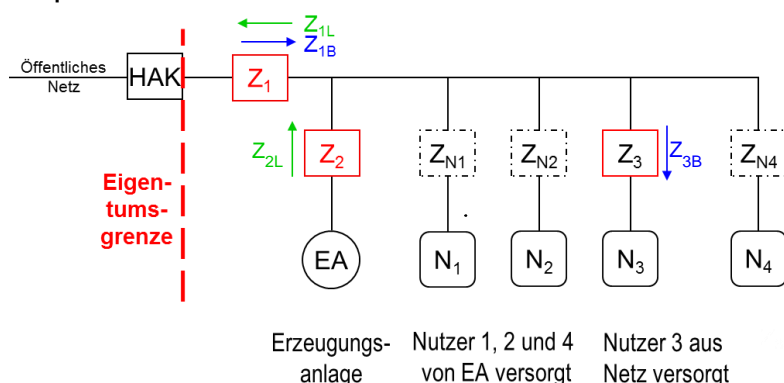 Z1L
Z1B
Öffentliches
Netz
HAK
Z1
Z2L
Z2
ZN1
ZN2
Z3
Z3B
ZN4
Eigen-
tums-
grenze
EA
N1
N2
N3
N4
Erzeugungs-
anlage
Nutzer 1, 2 und 4
von EA versorgt
Nutzer 3 aus
Netz versorgt